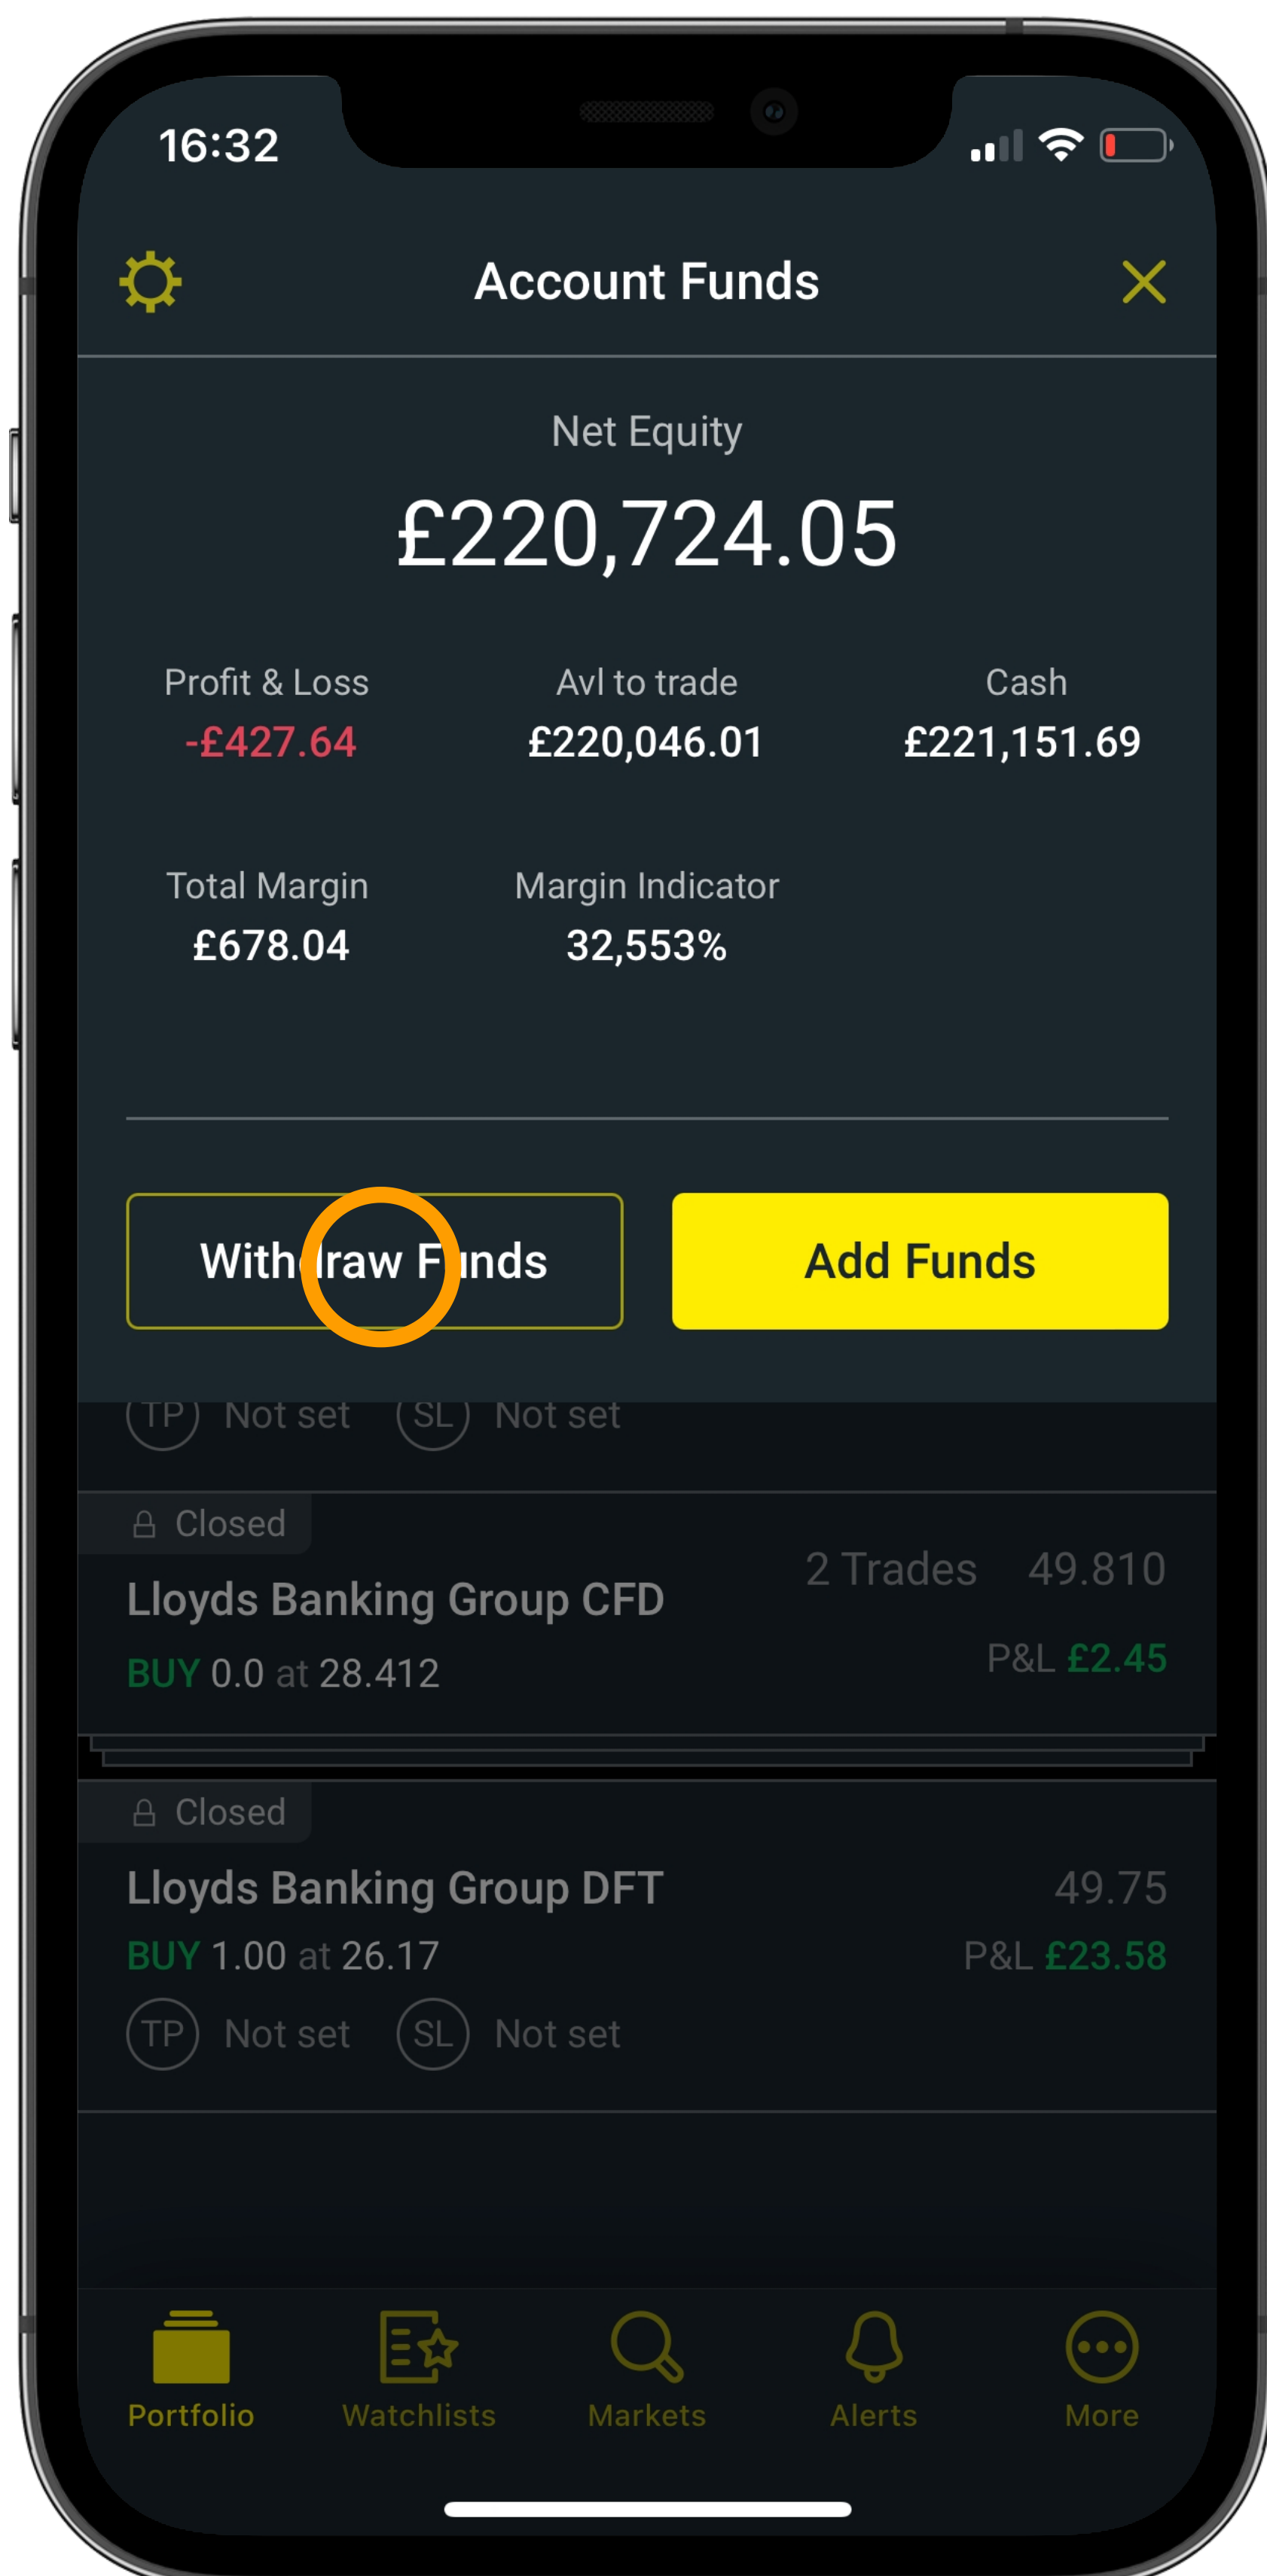 16:32
Account Funds
Net Equity
£220,724.05
Profit & Loss Avl to trade Cash
-£427.64 £220,046.01 £221,151.69
Total Margin Margin Indicator
£678.04 32,553%
Withdraw Funds Add Funds
TP Not set SL Not set
Closed
2 Trades 49.810
Lloyds Banking Group CFD
BUY 0.0 at 28.412 P&L £2.45
Closed
Lloyds Banking Group DFT 49.75
BUY 1.00 at 26.17 P&L £23.58
TP Not set SL Not set
Portfolio Watchlists Markets Alerts More